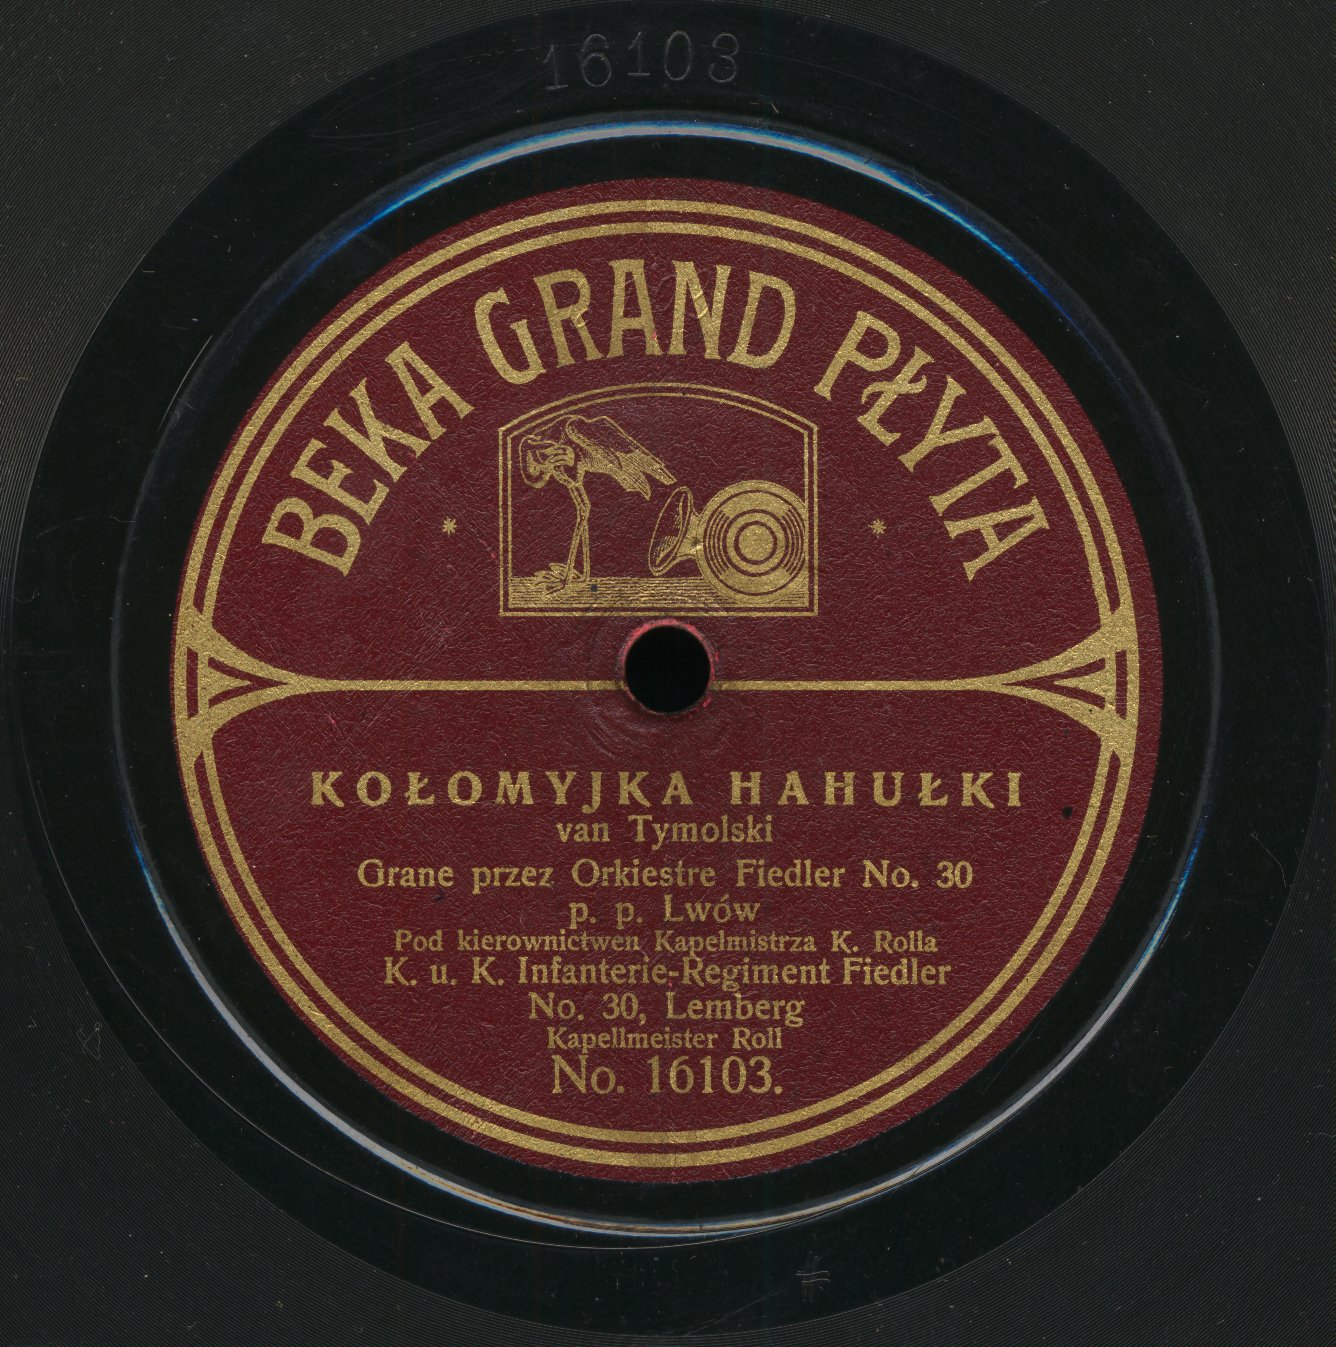 16103
BEKA GRAND PŁYTA
KOŁOMYJKA HAHUŁKI
van Tymolski
Grane przez Orkiestre Fiedler No. 30
p. p. Lwów
Pod kierownictwen Kapelmistrza K. Rolla
K. u. K. Infanterie-Regiment Fiedler
No. 30, Lemberg
Kapellmeister Roll
No. 16103.